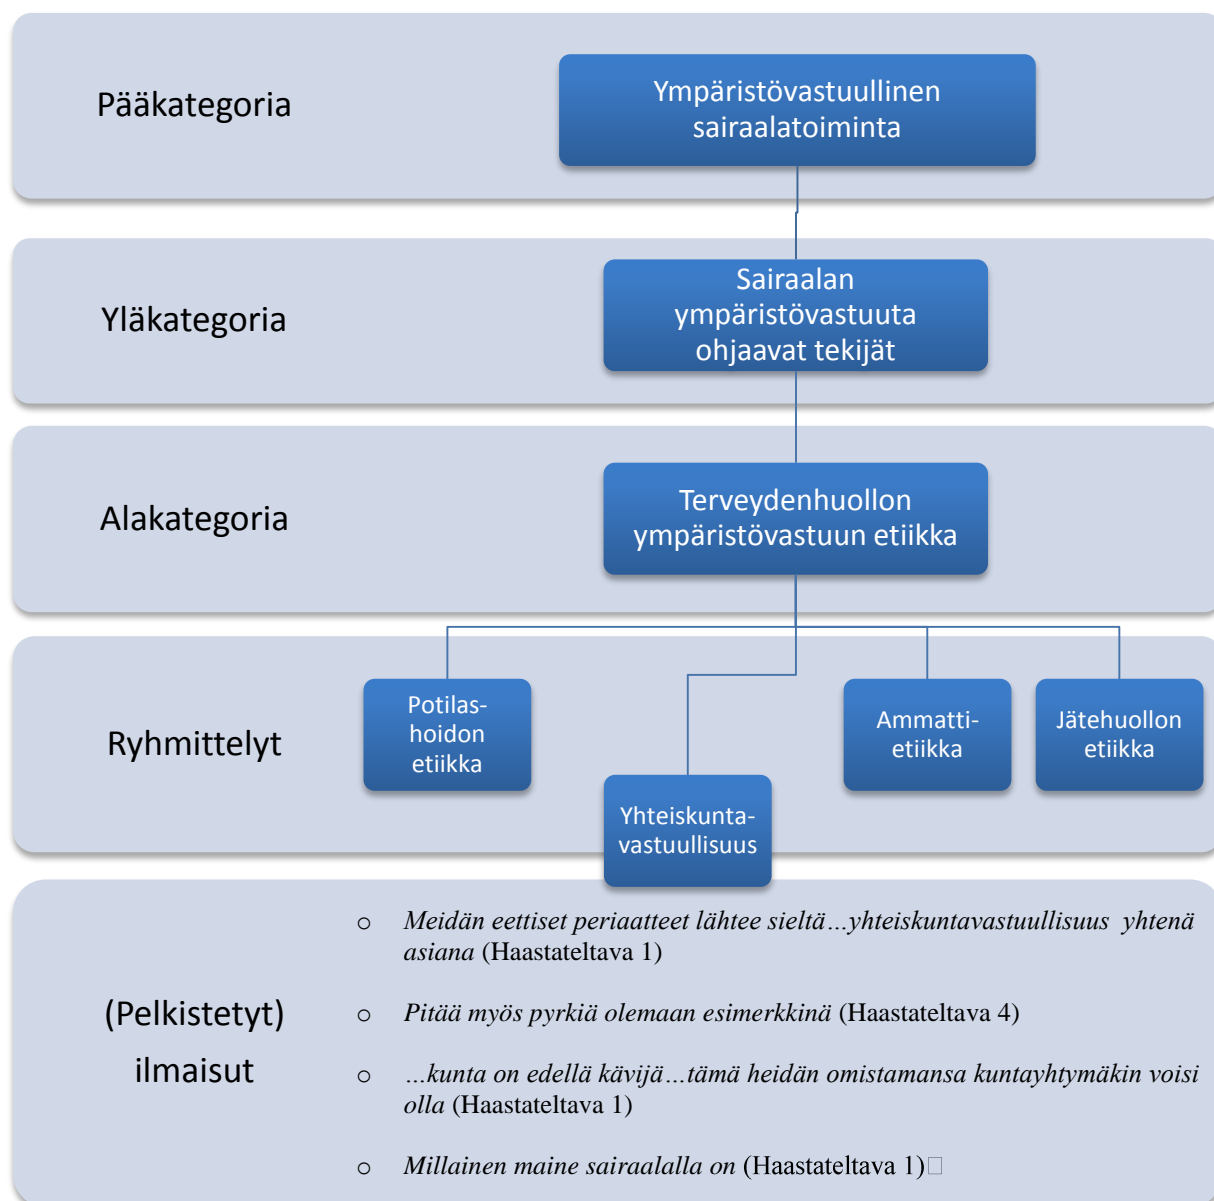 Pääkategoria
Ympäristövastuullinen
sairaalatoiminta
Yläkategoria
Sairaalan
ympäristövastuuta
ohjaavat tekijät
Alakategoria
Terveydenhuollon
ympäristövastuun etiikka
Ryhmittelyt
Potilas-
hoidon
etiikka
Yhteiskunta-
vastuullisuus
Ammatti-
etiikka
Jätehuollon
etiikka
(Pelkistetyt)
ilmaisut
o Meidän eettiset periaatteet lähtee sieltä…yhteiskuntavastuullisuus yhtenä
asiana (Haastateltava 1)
o Pitää myös pyrkiä olemaan esimerkkinä (Haastateltava 4)
o …kunta on edellä kävijä…tämä heidän omistamansa kuntayhtymäkin voisi
olla (Haastateltava 1)
o Millainen maine sairaalalla on (Haastateltava 1)□